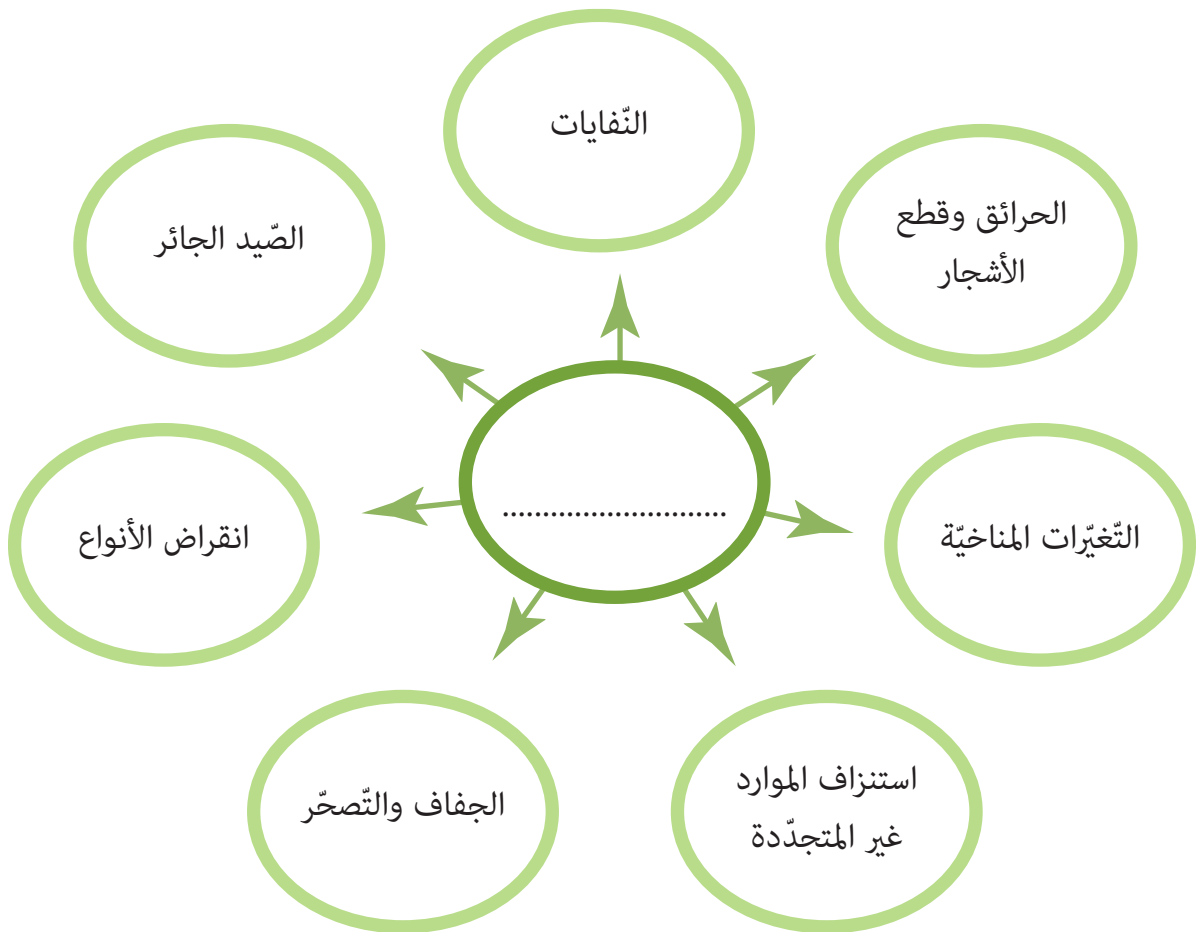 النّفايات
الحرائق وقطع
الأشجار
الصّيد الجائر
............................
التّغيّرات المناخيّة
انقراض الأنواع
استنزاف الموارد
غير المتجدّدة
الجفاف والتّصحّر